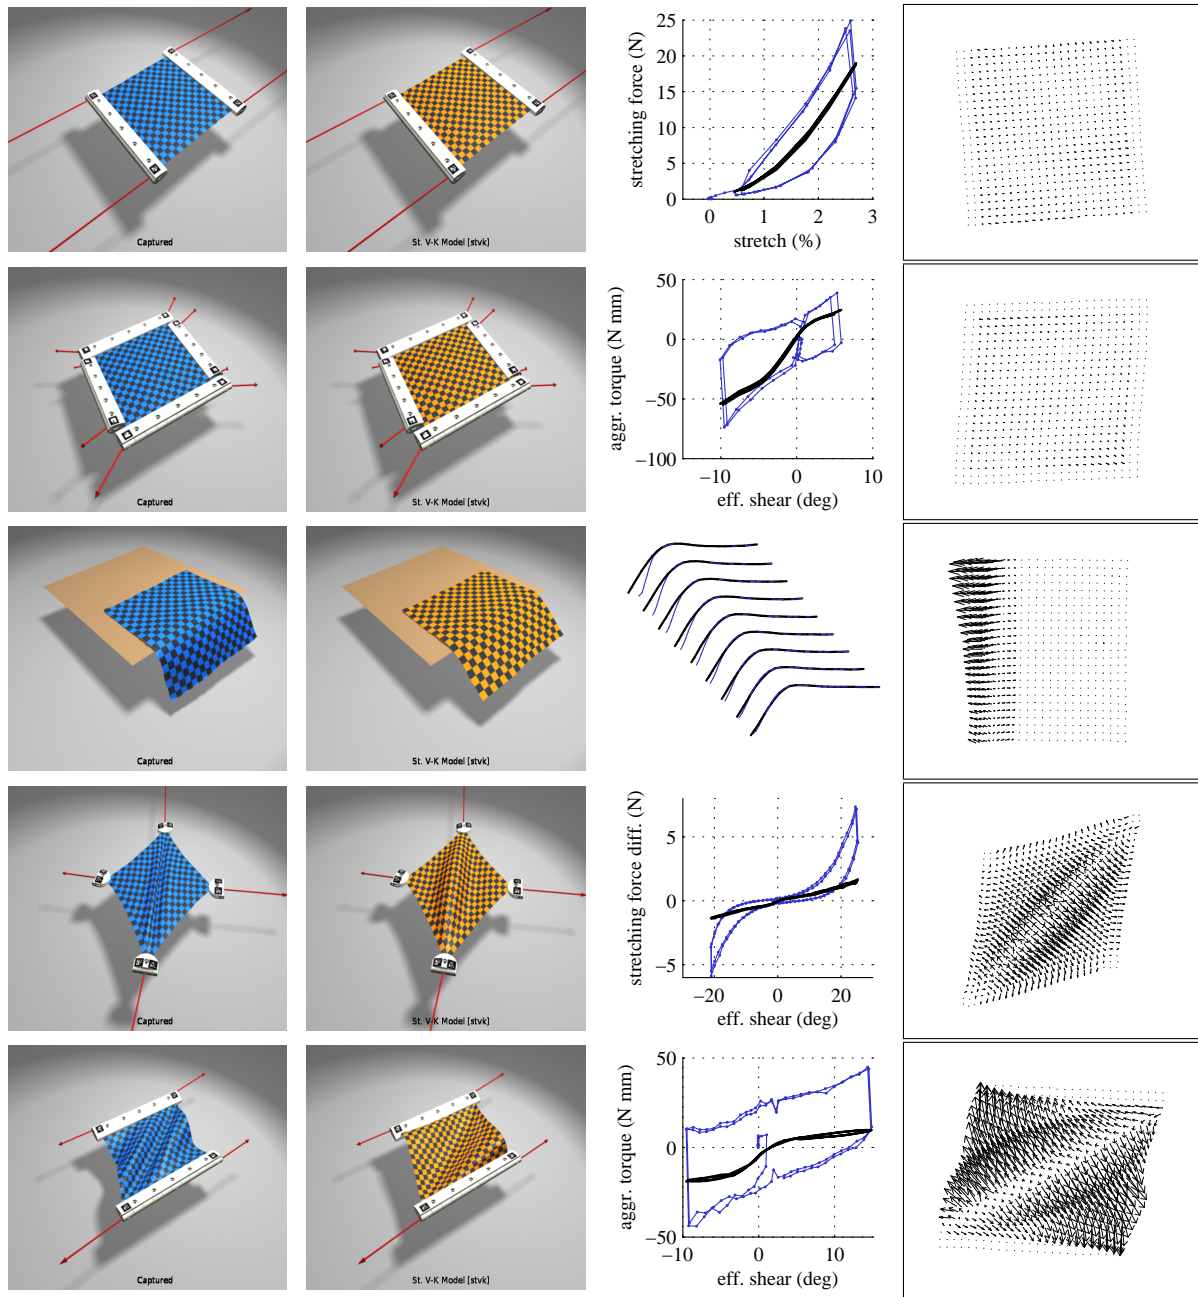 Captured
St. V-K Model [stvk]
stretching force (N)
25
20
15
10
5
0
0 1 2 3
stretch (%)
Captured
St. V-K Model [stvk]
aggr. torque (N mm)
50
0
−50
−100
−10 0 10
eff. shear (deg)
Captured
St. V-K Model [stvk]
Captured
St. V-K Model [stvk]
stretching force diff. (N)
5
0
−5
−20 0 20
eff. shear (deg)
Captured
St. V-K Model [stvk]
aggr. torque (N mm)
50
0
−50
−10 0 10
eff. shear (deg)